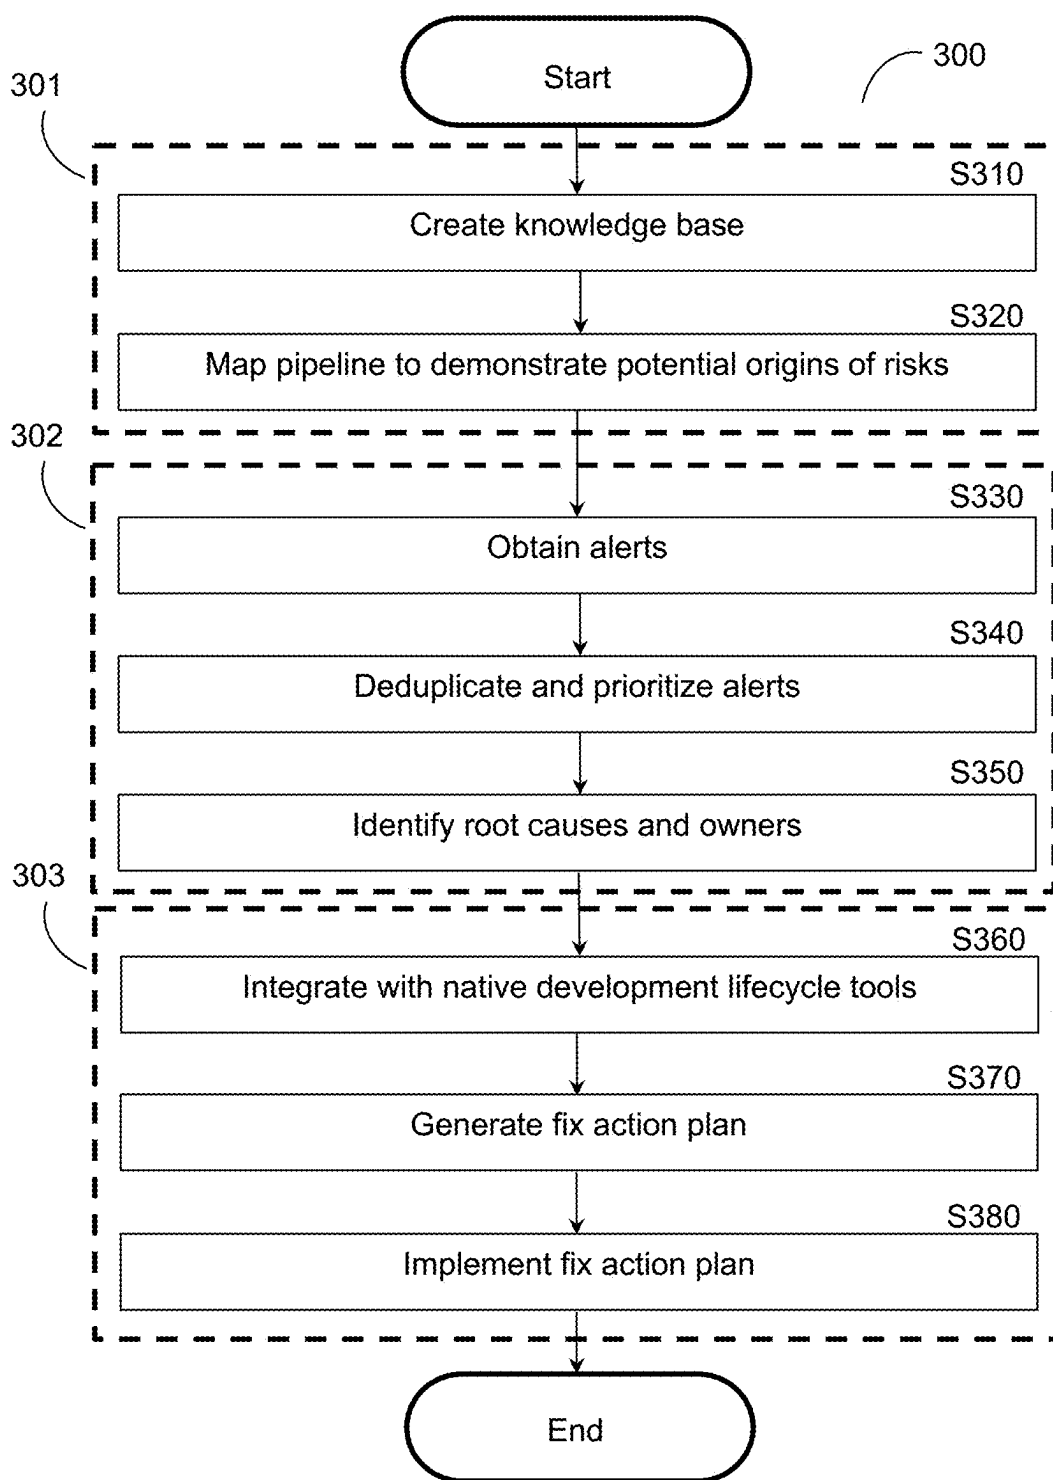 Start
300
301
S310
Create knowledge base
S320
Map pipeline to demonstrate potential origins of risks
302
S330
Obtain alerts
S340
Deduplicate and prioritize alerts
S350
Identify root causes and owners
303
S360
Integrate with native development lifecycle tools
S370
Generate fix action plan
S380
Implement fix action plan
End